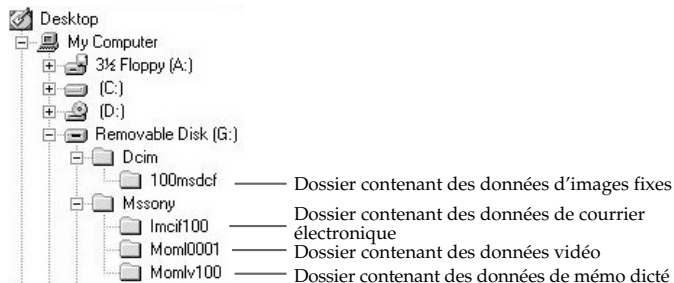 Desktop
My Computer
3½ Floppy (A:)
(C:)
(D:)
Removable Disk (G:)
Dcim
100msdcf
Dossier contenant des données d'images fixes
Mssony
Imcif100
Dossier contenant des données de courrier
électronique
Moml0001
Dossier contenant des données vidéo
Momlv100
Dossier contenant des données de mémo dicté